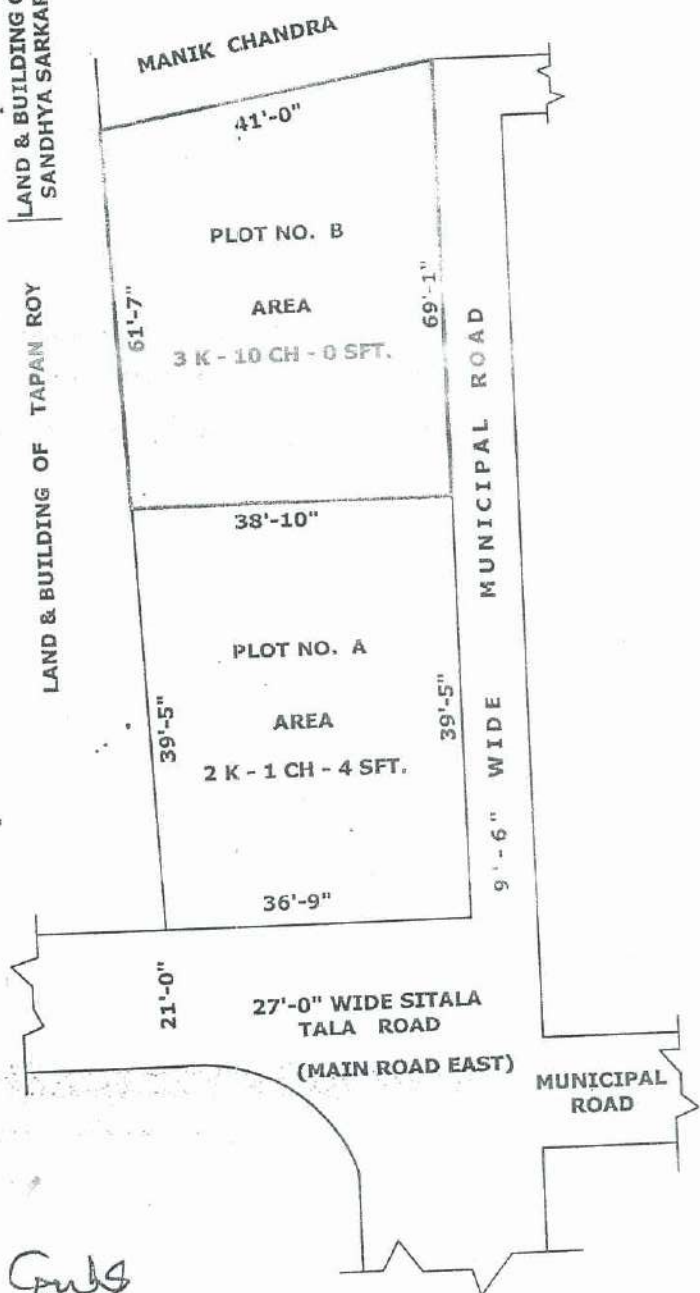 LAND & BUILDING
SANDHYA SARKAR
MANIK CHANDRA
41'-0"
PLOT NO. B
AREA
3 K - 10 CH - 0 SFT.
61'-7"
69'-1"
LAND & BUILDING OF TAPAN ROY
38'-10"
PLOT NO. A
AREA
2 K - 1 CH - 4 SFT.
39'-5"
39'-5"
36'-9"
9'-6" WIDE MUNICIPAL ROAD
21'-0"
27'-0" WIDE SITALA
TALA ROAD
(MAIN ROAD EAST)
MUNICIPAL
ROAD